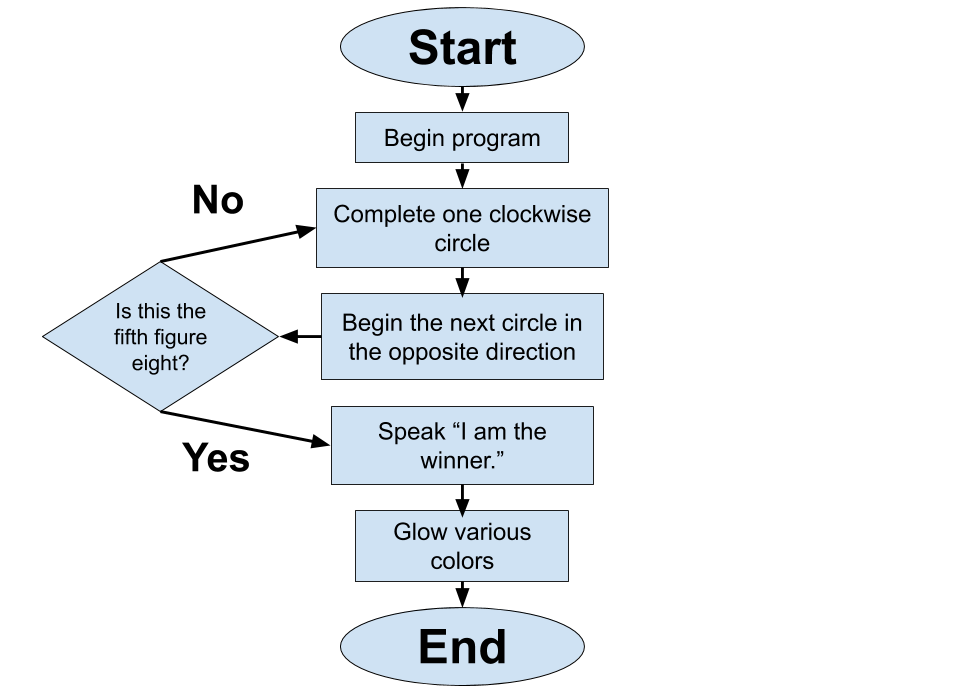 Start
Begin program
No
Complete one clockwise
circle
Begin the next circle in
the opposite direction
Is this the
fifth figure
eight?
Yes
Speak “I am the
winner.”
Glow various
colors
End